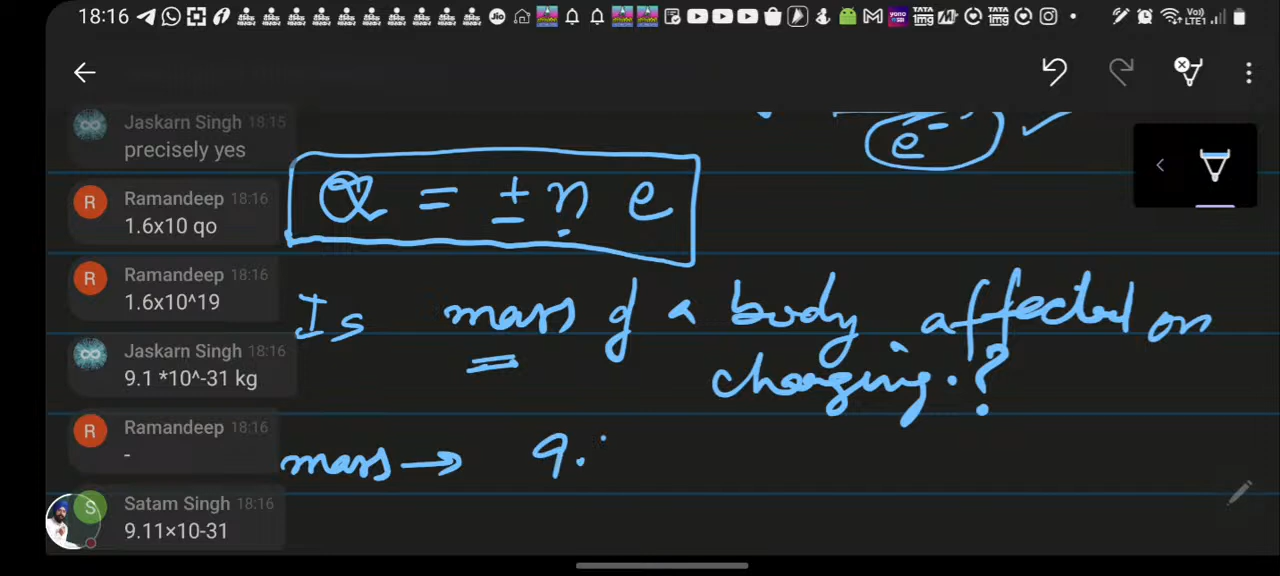 18:16
Jaskarn Singh 18:15
precisely yes
e⁻
Q = ± n e
Ramandeep 18:16
1.6x10 qo
Ramandeep 18:16
1.6x10^19
Is mass of a body affected on
charging.?
Jaskarn Singh 18:16
9.1 *10^-31 kg
Ramandeep 18:16
-
mass → 9.
Satam Singh 18:16
9.11×10-31